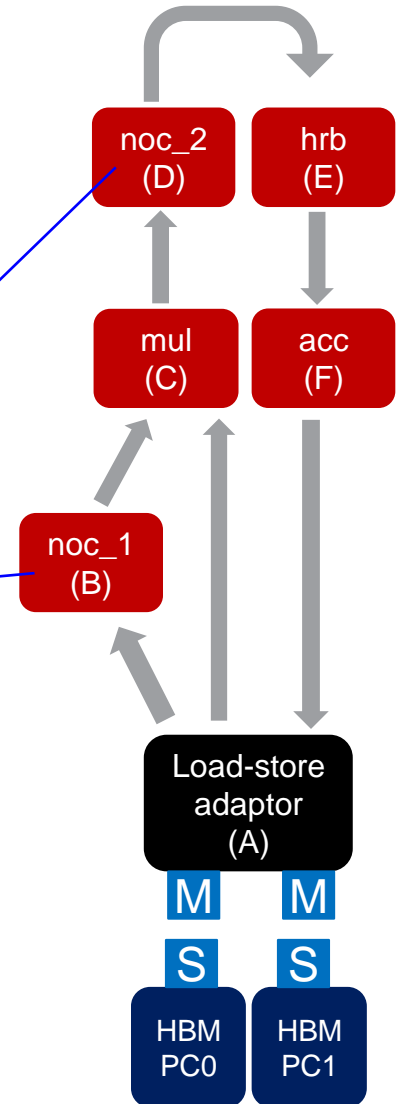 noc_2
(D)
hrb
(E)
mul
(C)
acc
(F)
noc_1
(B)
Load-store
adaptor
(A)
M
M
S
S
HBM
PC0
HBM
PC1